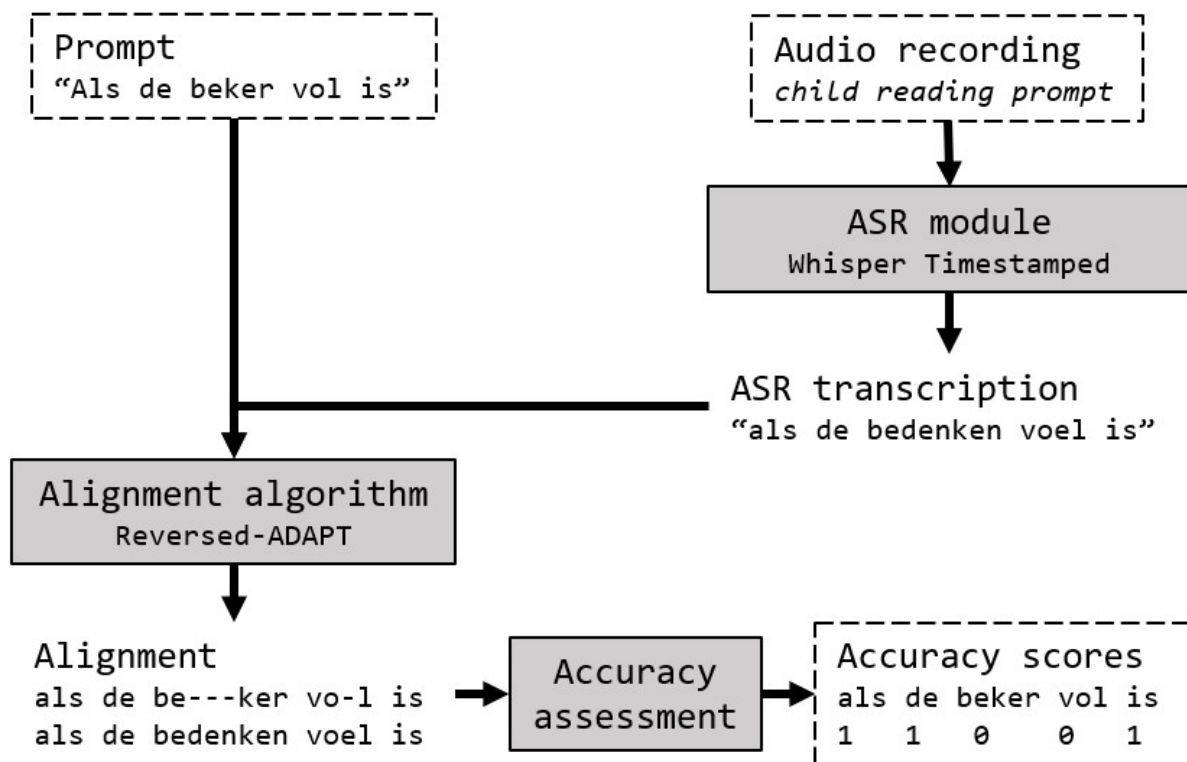 Prompt
“Als de beker vol is”
Audio recording
child reading prompt
ASR module
Whisper Timestamped
ASR transcription
“als de bedenken voel is”
Alignment algorithm
Reversed-ADAPT
Alignment
als de be---ker vo-l is
als de bedenken voel is
Accuracy
assessment
Accuracy scores
als de beker vol is
1 1 0 0 1